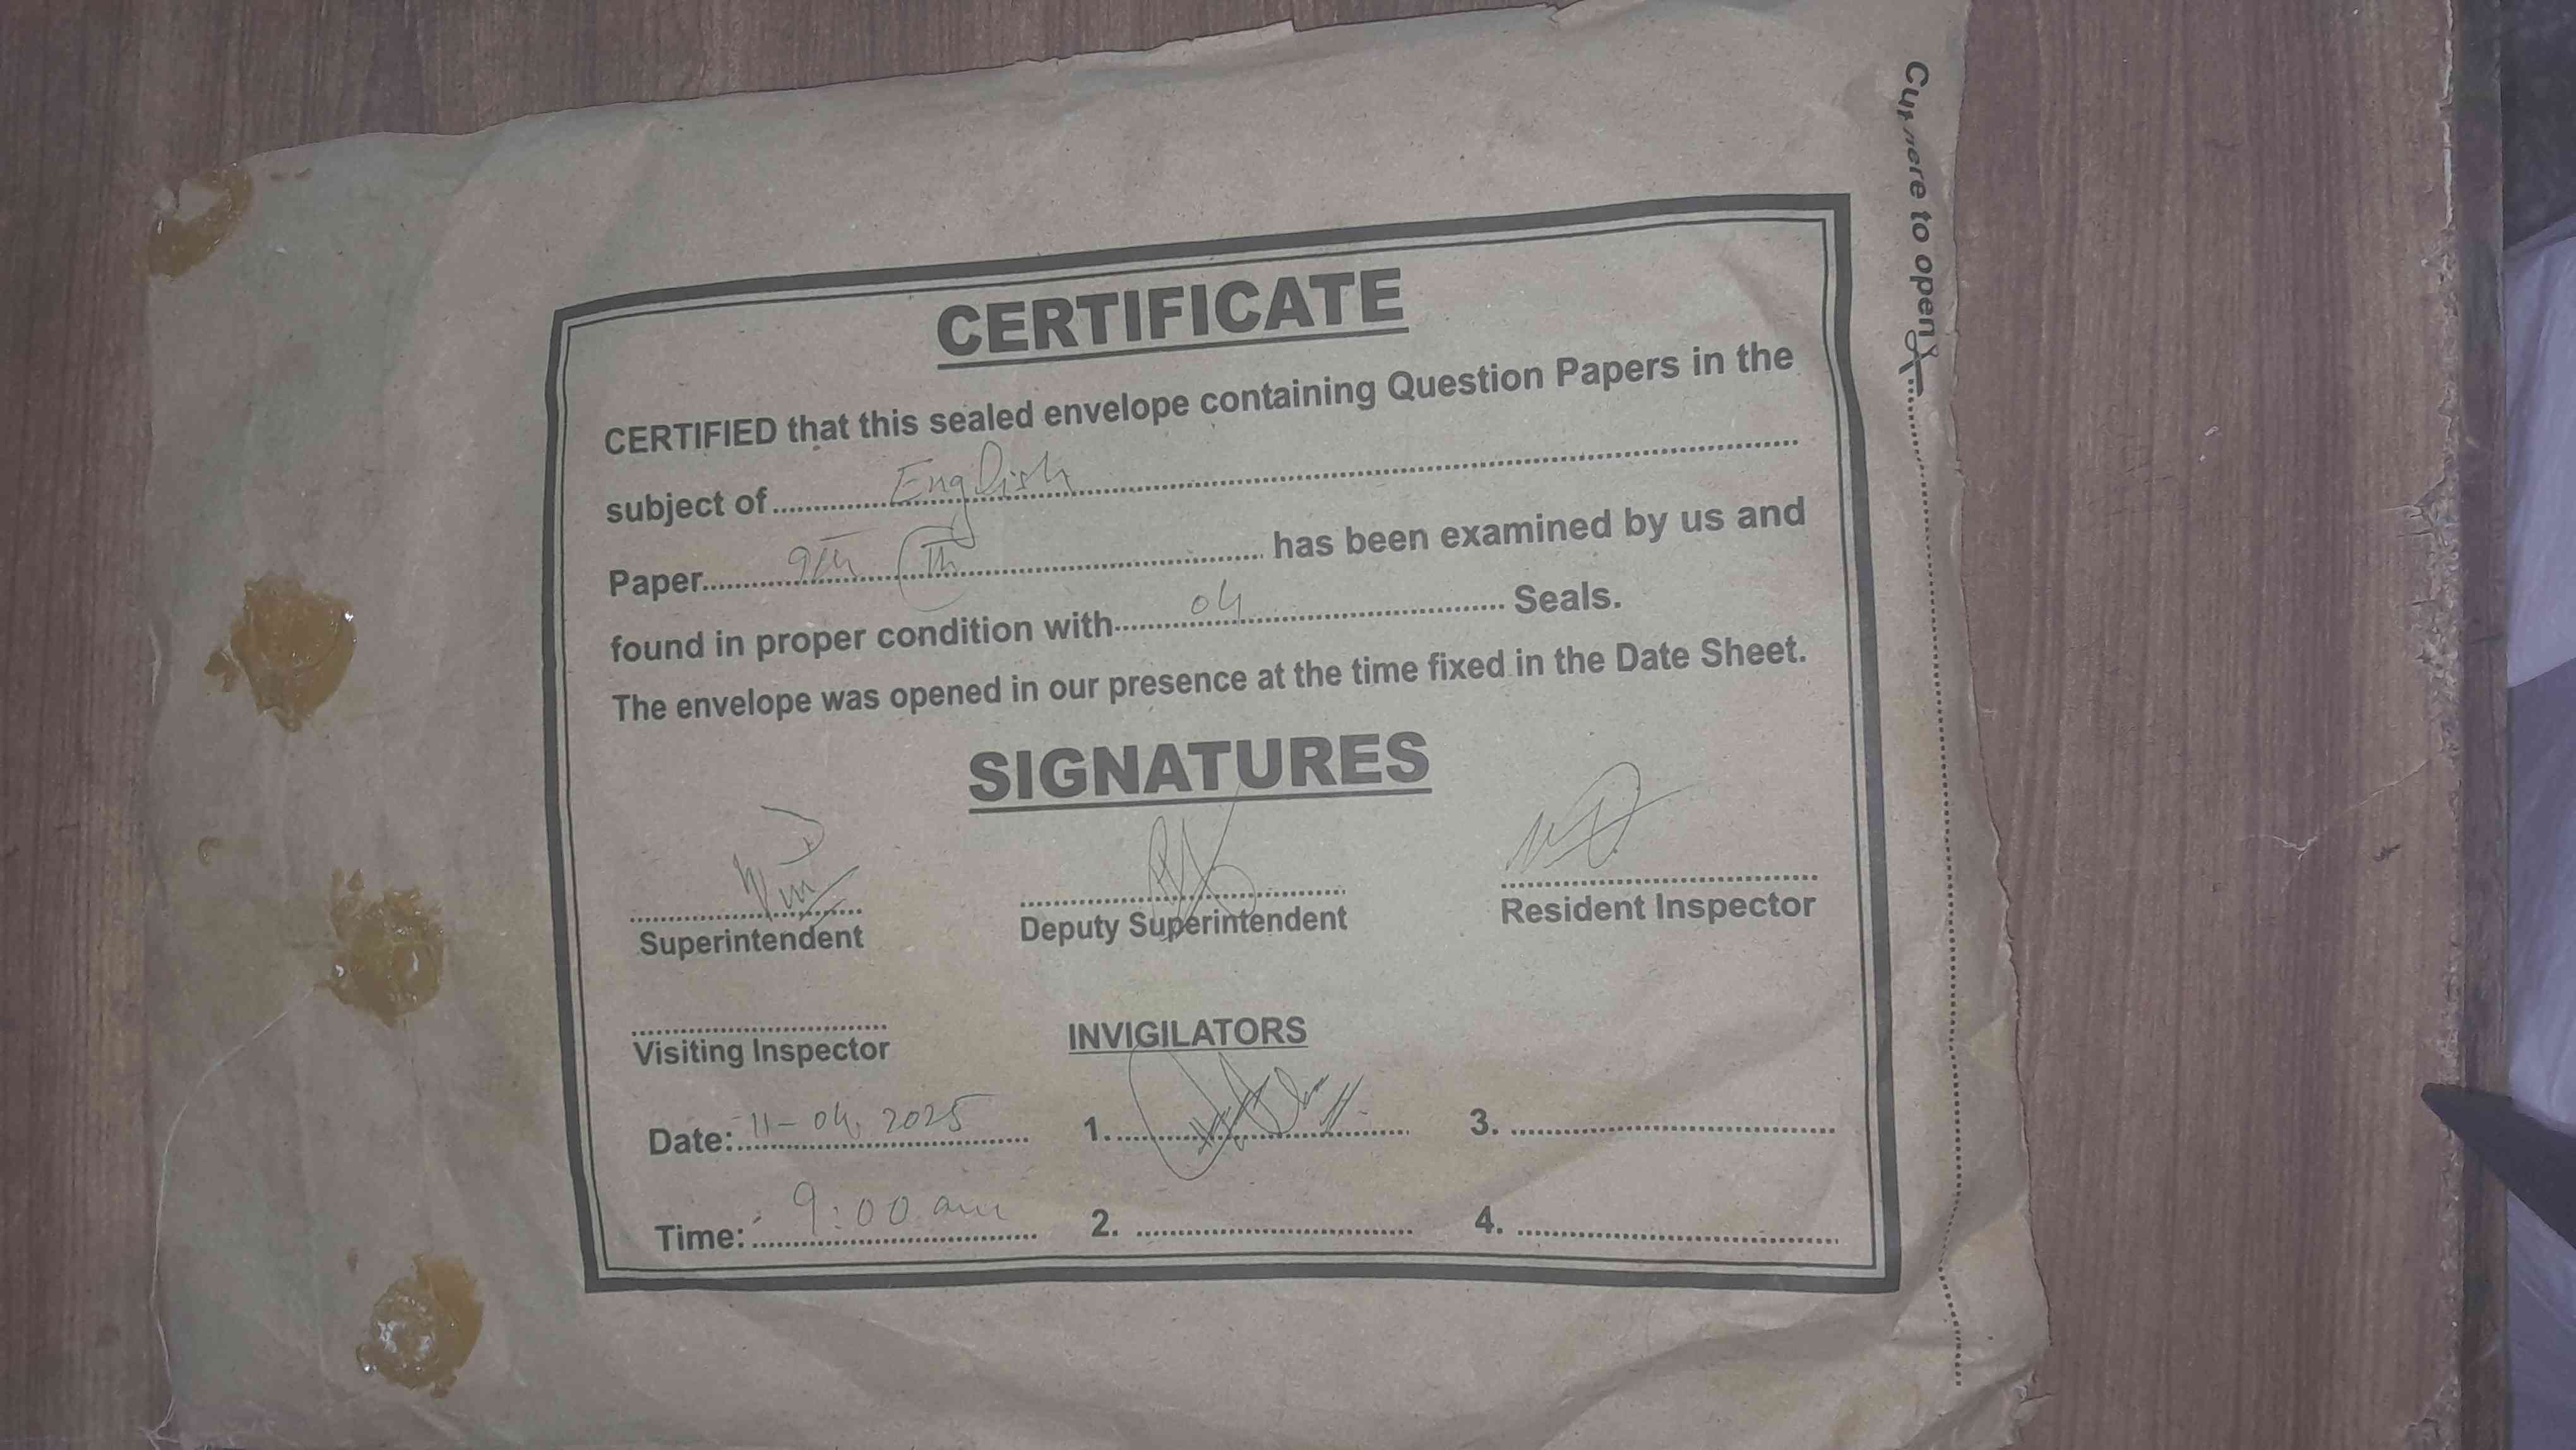 Cut here to open
CERTIFICATE
CERTIFIED that this sealed envelope containing Question Papers in the
subject of English
Paper 9th (Th has been examined by us and
found in proper condition with 04 Seals.
The envelope was opened in our presence at the time fixed in the Date Sheet.
SIGNATURES
Superintendent Deputy Superintendent Resident Inspector
Visiting Inspector INVIGILATORS
Date: 11-04, 2025 1. 3.
Time: 9:00 am 2. 4.